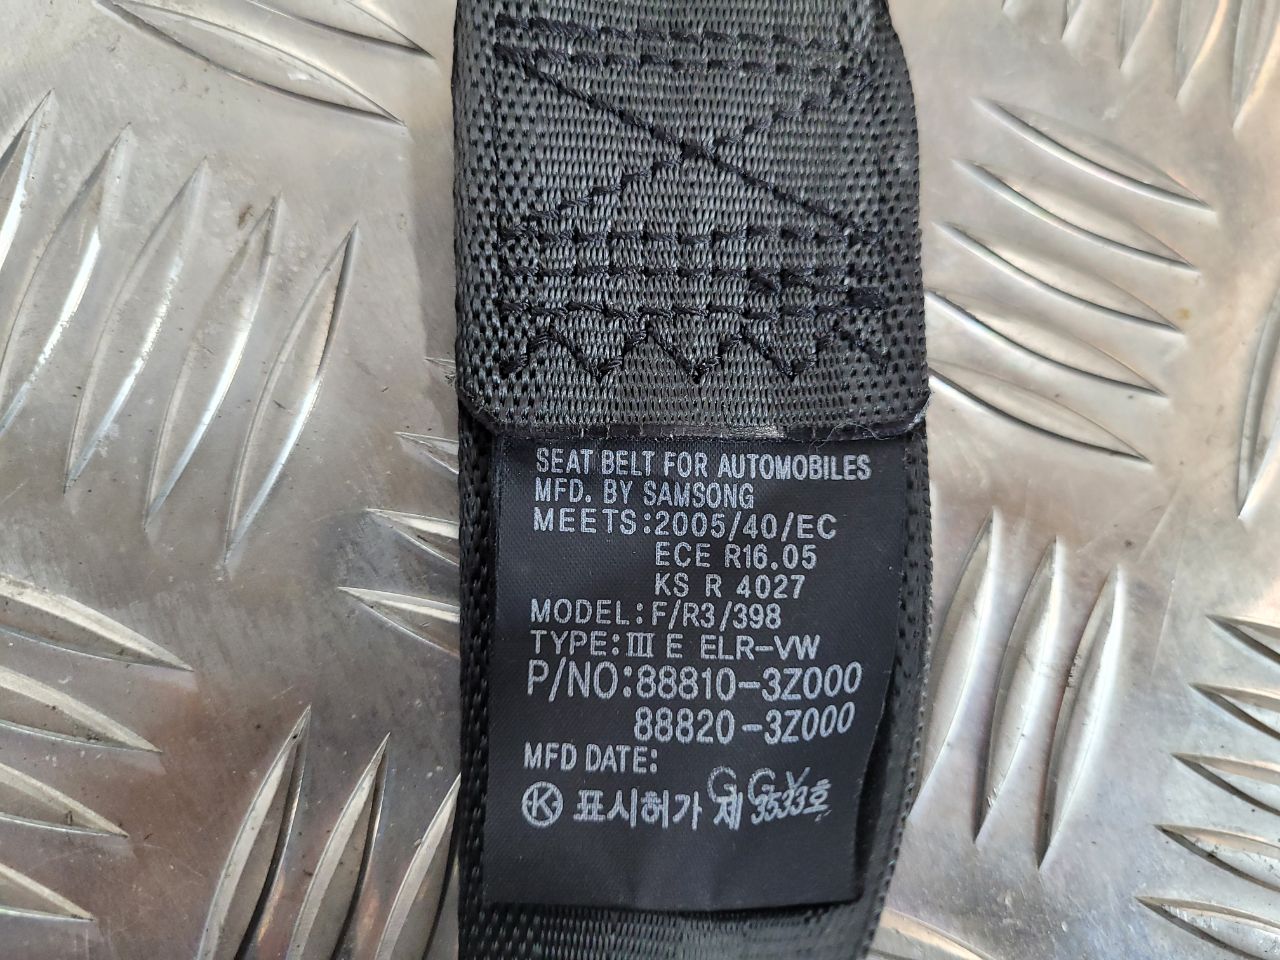 SEAT BELT FOR AUTOMOBILES
MFD. BY SAMSONG
MEETS:2005/40/EC
ECE R16.05
KS R 4027
MODEL:F/R3/398
TYPE:ⅢI E ELR-VW
P/NO:88810-3Z000
88820-3Z000
MFD DATE:
GGY
Ⓚ 표시허가 제 3533호